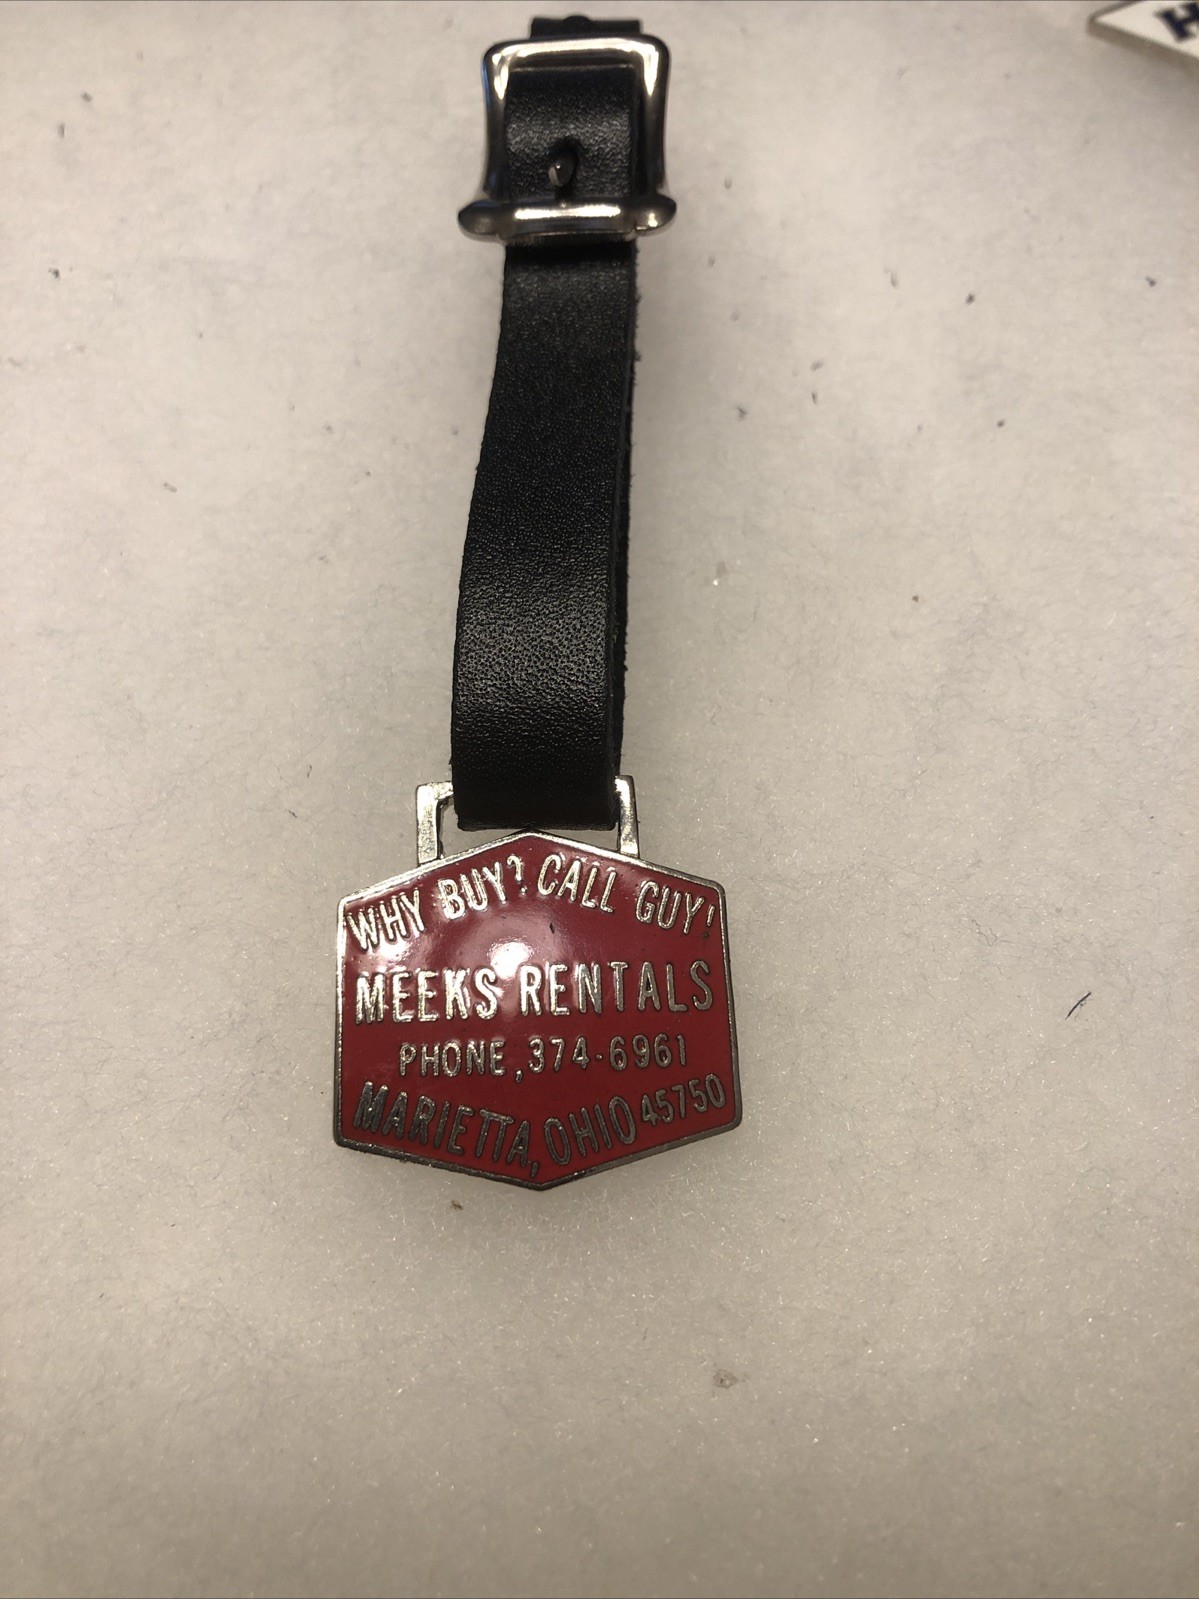 WHY BUY? CALL GUY!
MEEKS RENTALS
PHONE, 374-6961
MARIETTA, OHIO 45750